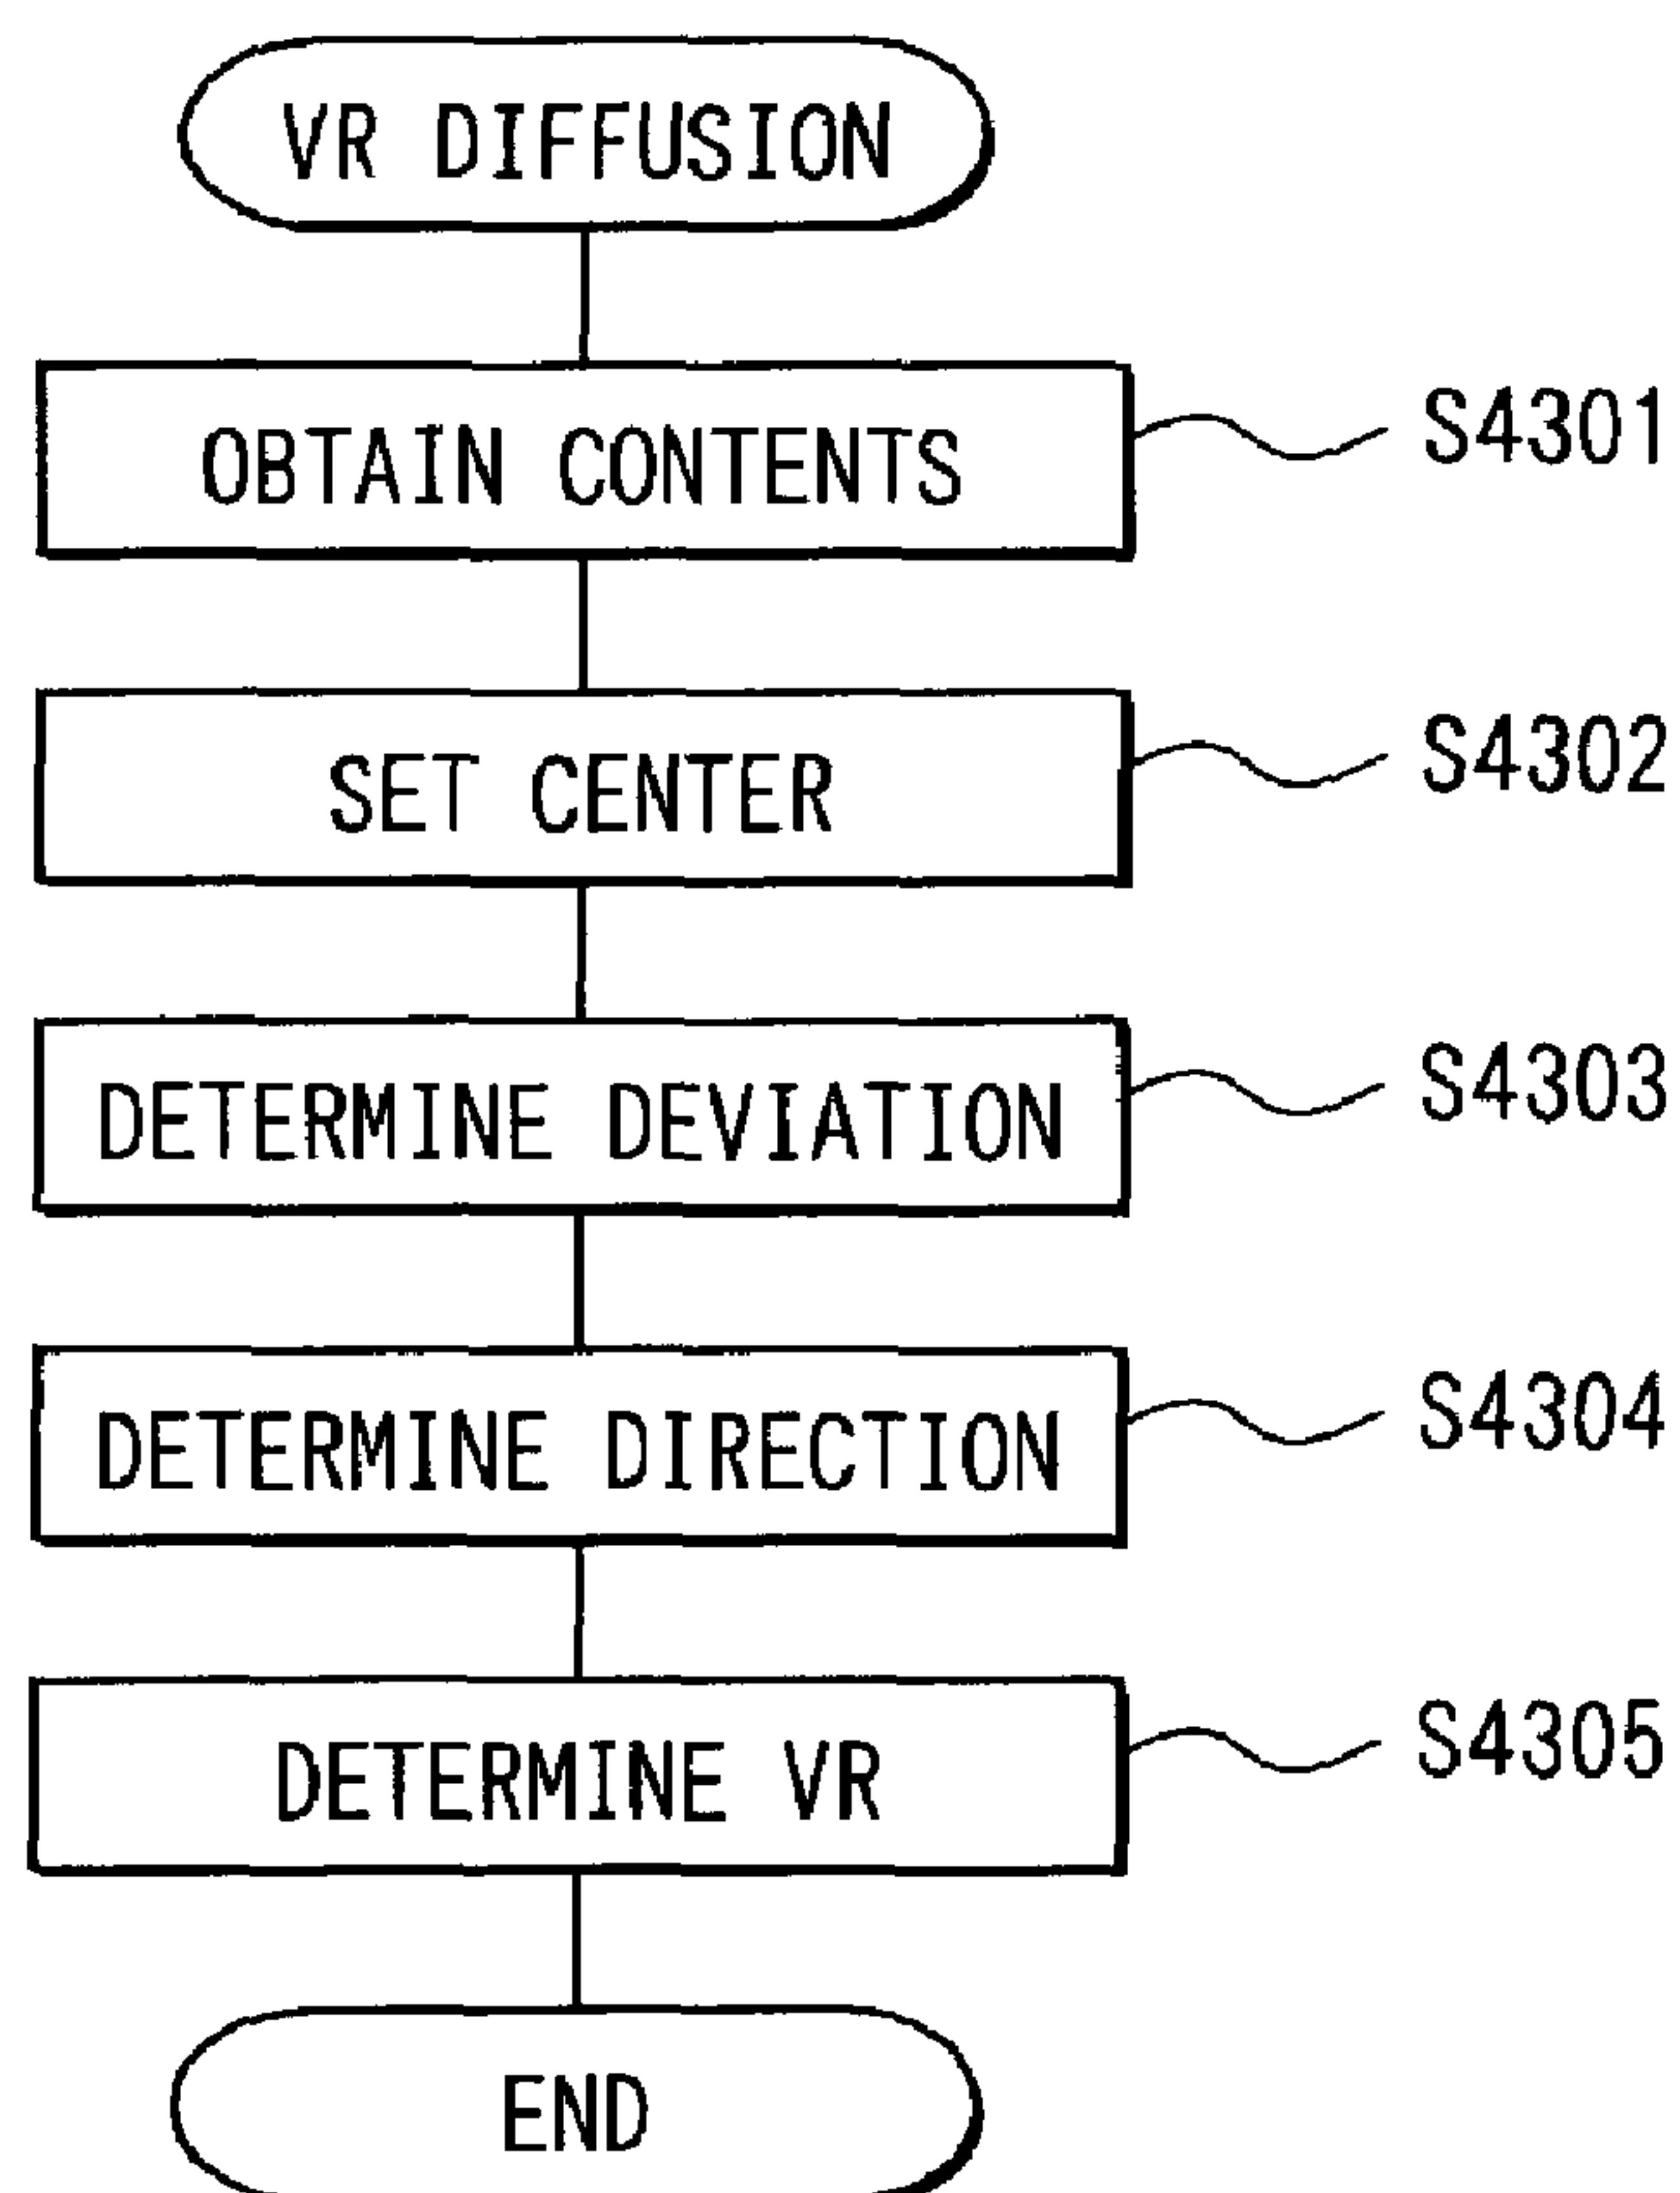 VR DIFFUSION
OBTAIN CONTENTS S4301
SET CENTER S4302
DETERMINE DEVIATION S4303
DETERMINE DIRECTION S4304
DETERMINE VR S4305
END